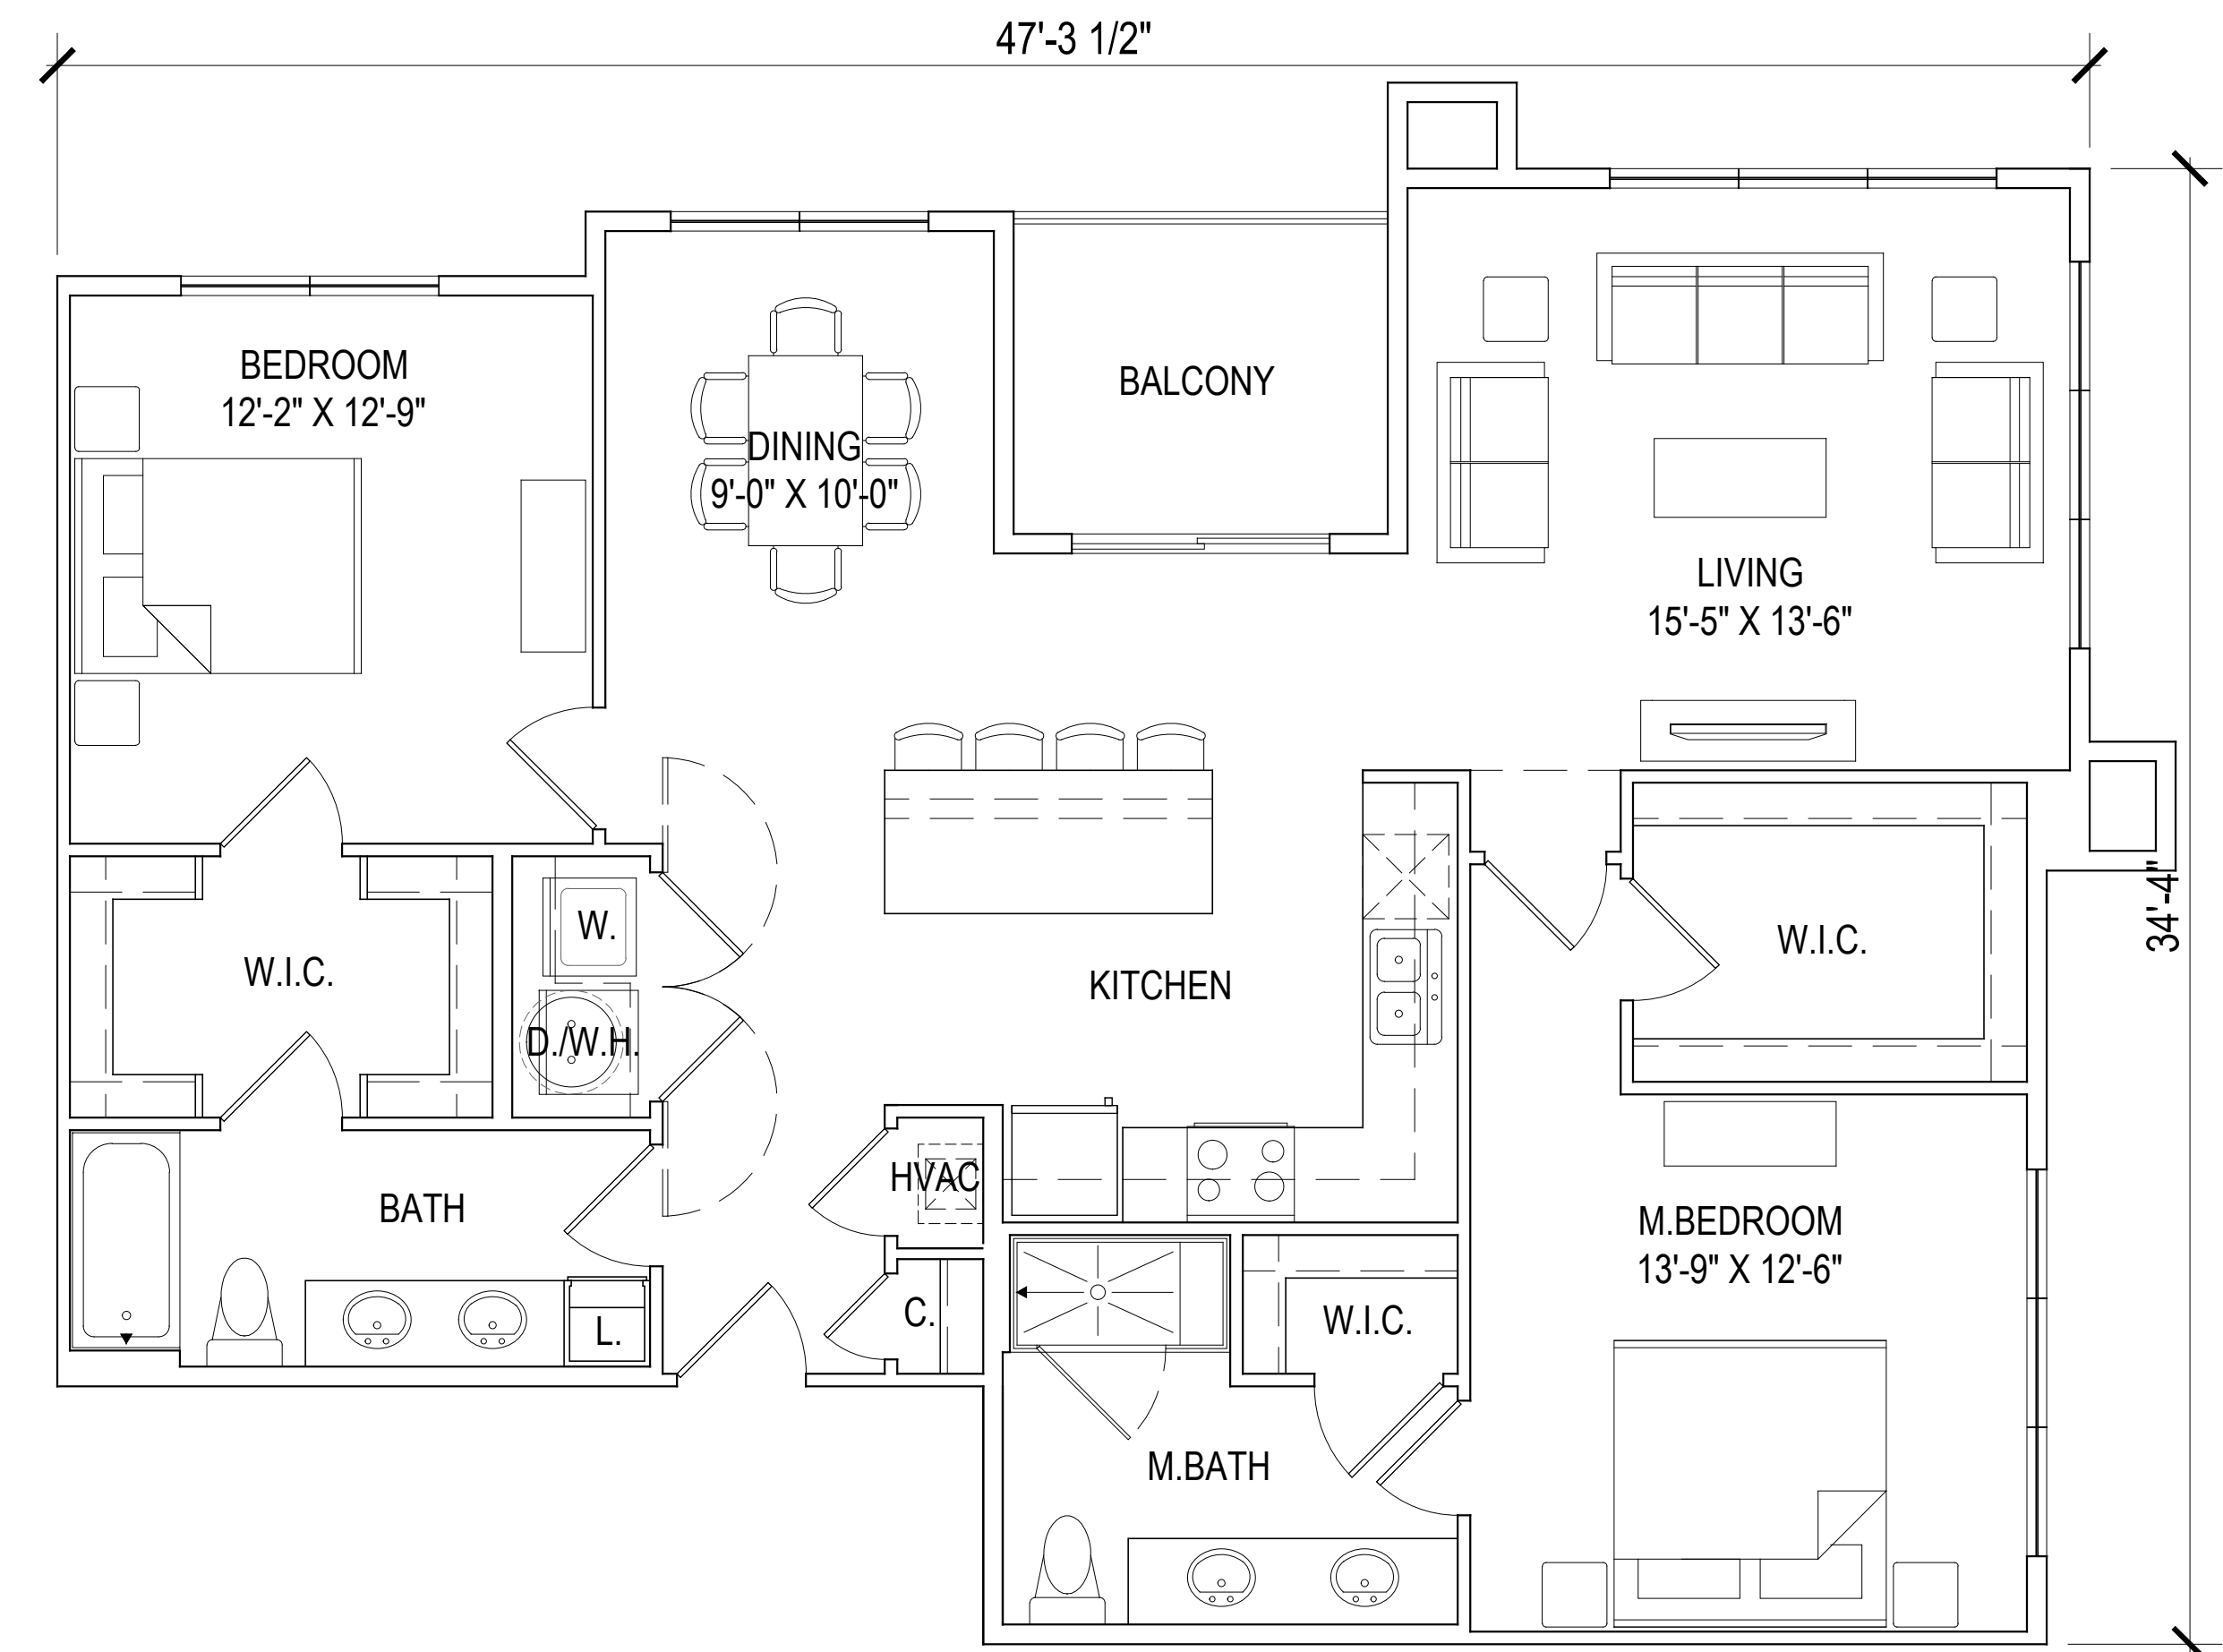 47'-3 1/2"
BEDROOM
12'-2" X 12'-9"
DINING
9'-0" X 10'-0"
BALCONY
LIVING
15'-5" X 13'-6"
34'-4"
W.I.C.
W.
D./W.H.
KITCHEN
W.I.C.
BATH
L.
HVAC
C.
W.I.C.
M.BATH
M.BEDROOM
13'-9" X 12'-6"